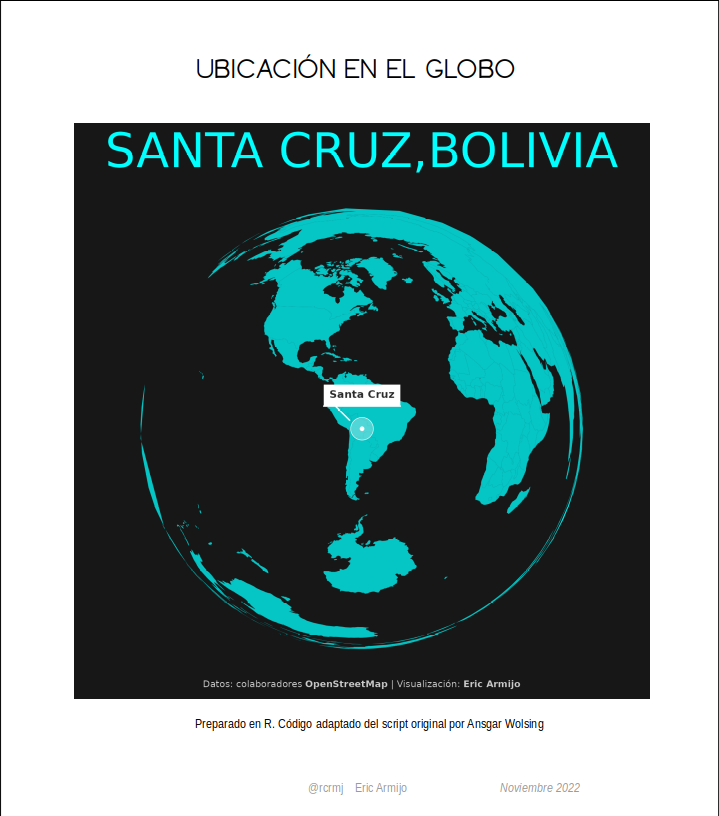 UBICACIÓN EN EL GLOBO
SANTA CRUZ,BOLIVIA
Santa Cruz
Datos: colaboradores OpenStreetMap | Visualización: Eric Armijo
Preparado en R. Código adaptado del script original por Ansgar Wolsing
@rcrmj Eric Armijo Noviembre 2022